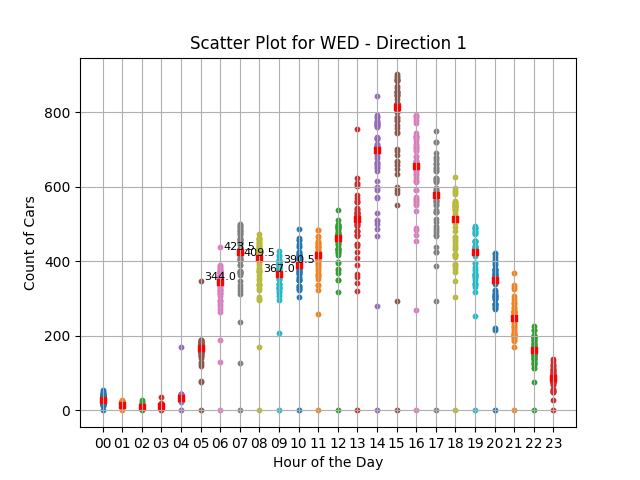 Scatter Plot for WED - Direction 1
Count of Cars
800
600
400
200
0
423.5
409.5
390.5
367.0
344.0
00 01 02 03 04 05 06 07 08 09 10 11 12 13 14 15 16 17 18 19 20 21 22 23
Hour of the Day